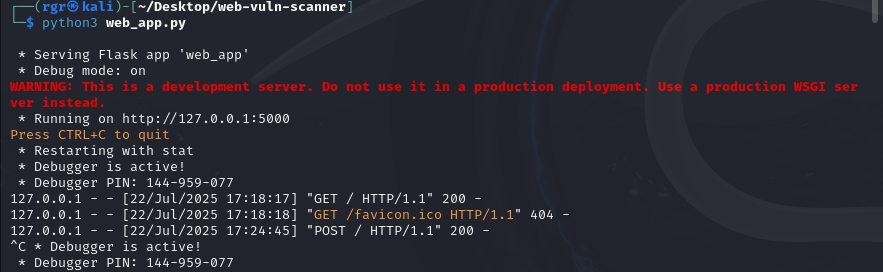 ┌──(rgr㉿kali)-[~/Desktop/web-vuln-scanner]
└─$ python3 web_app.py
* Serving Flask app 'web_app'
* Debug mode: on
WARNING: This is a development server. Do not use it in a production deployment. Use a production WSGI ser
ver instead.
* Running on http://127.0.0.1:5000
Press CTRL+C to quit
* Restarting with stat
* Debugger is active!
* Debugger PIN: 144-959-077
127.0.0.1 - - [22/Jul/2025 17:18:17] "GET / HTTP/1.1" 200 -
127.0.0.1 - - [22/Jul/2025 17:18:18] "GET /favicon.ico HTTP/1.1" 404 -
127.0.0.1 - - [22/Jul/2025 17:24:45] "POST / HTTP/1.1" 200 -
^C * Debugger is active!
* Debugger PIN: 144-959-077